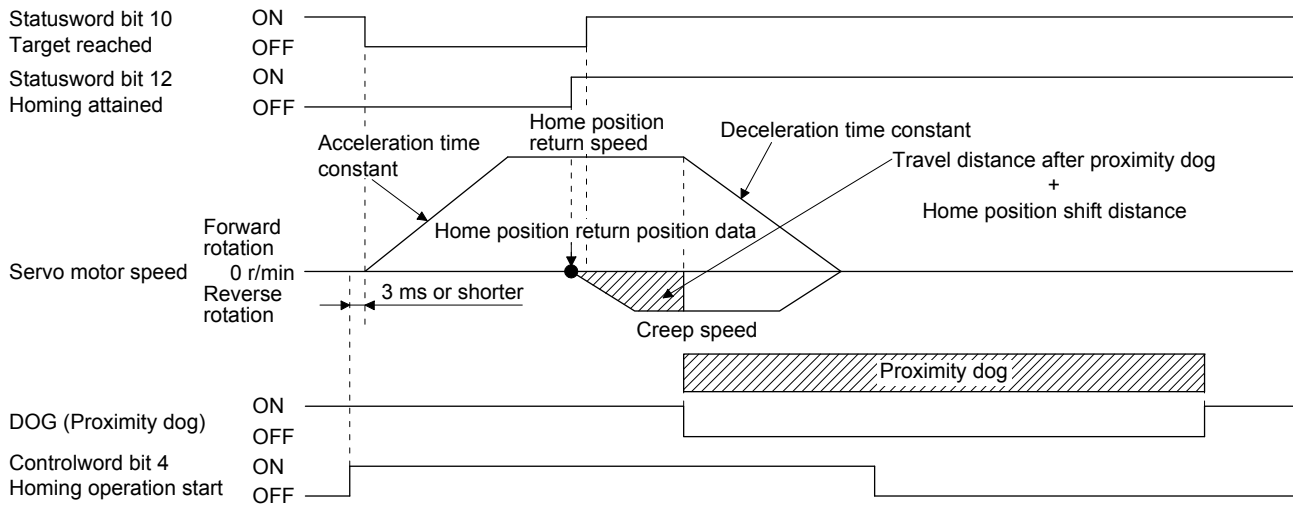 Statusword bit 10
Target reached
ON
OFF
Statusword bit 12
Homing attained
ON
OFF
Acceleration time
constant
Home position
return speed
Deceleration time constant
Travel distance after proximity dog
+
Home position shift distance
Home position return position data
Servo motor speed
Forward
rotation
0 r/min
Reverse
rotation
3 ms or shorter
Creep speed
Proximity dog
DOG (Proximity dog)
ON
OFF
Controlword bit 4
Homing operation start
ON
OFF